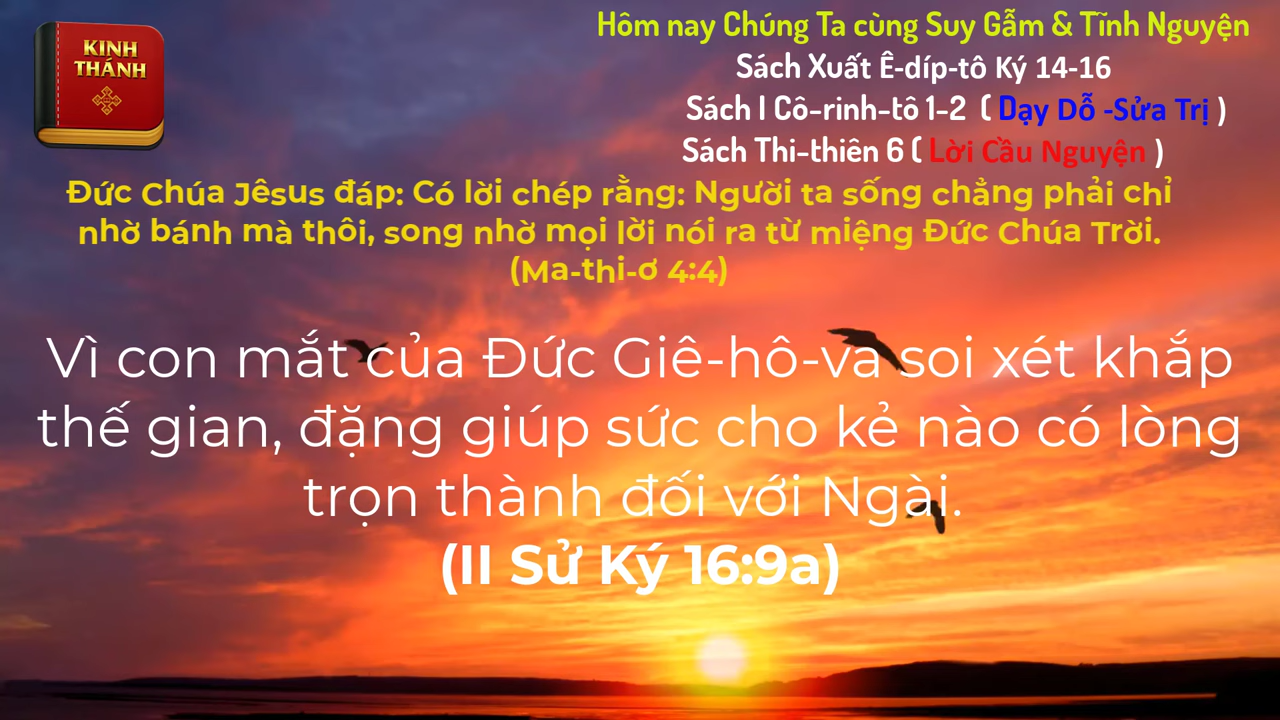 KINH
THÁNH
Hôm nay Chúng Ta cùng Suy Gẫm & Tĩnh Nguyện
Sách Xuất Ê-díp-tô Ký 14-16
Sách I Cô-rinh-tô 1-2 ( Dạy Dỗ -Sửa Trị )
Sách Thi-thiên 6 ( Lời Cầu Nguyện )
Đức Chúa Jêsus đáp: Có lời chép rằng: Người ta sống chẳng phải chỉ
nhờ bánh mà thôi, song nhờ mọi lời nói ra từ miệng Đức Chúa Trời.
(Ma-thi-ơ 4:4)
Vì con mắt của Đức Giê-hô-va soi xét khắp
thế gian, đặng giúp sức cho kẻ nào có lòng
trọn thành đối với Ngài.
(II Sử Ký 16:9a)